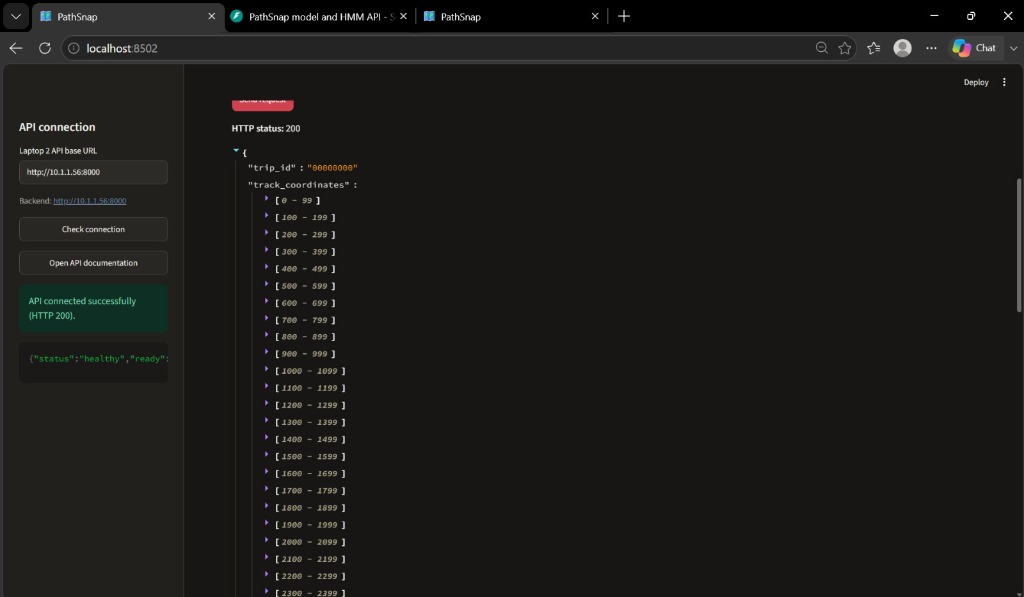 PathSnap
PathSnap model and HMM API - S
PathSnap
localhost:8502
Chat
Deploy
API connection
Laptop 2 API base URL
http://10.1.1.56:8000
Backend: http://10.1.1.56:8000
Check connection
Open API documentation
API connected successfully
(HTTP 200).
{"status":"healthy","ready":
Send request
HTTP status: 200
{
"trip_id" : "00000000"
"track_coordinates" :
[ 0 - 99 ]
[ 100 - 199 ]
[ 200 - 299 ]
[ 300 - 399 ]
[ 400 - 499 ]
[ 500 - 599 ]
[ 600 - 699 ]
[ 700 - 799 ]
[ 800 - 899 ]
[ 900 - 999 ]
[ 1000 - 1099 ]
[ 1100 - 1199 ]
[ 1200 - 1299 ]
[ 1300 - 1399 ]
[ 1400 - 1499 ]
[ 1500 - 1599 ]
[ 1600 - 1699 ]
[ 1700 - 1799 ]
[ 1800 - 1899 ]
[ 1900 - 1999 ]
[ 2000 - 2099 ]
[ 2100 - 2199 ]
[ 2200 - 2299 ]
[ 2300 - 2399 ]